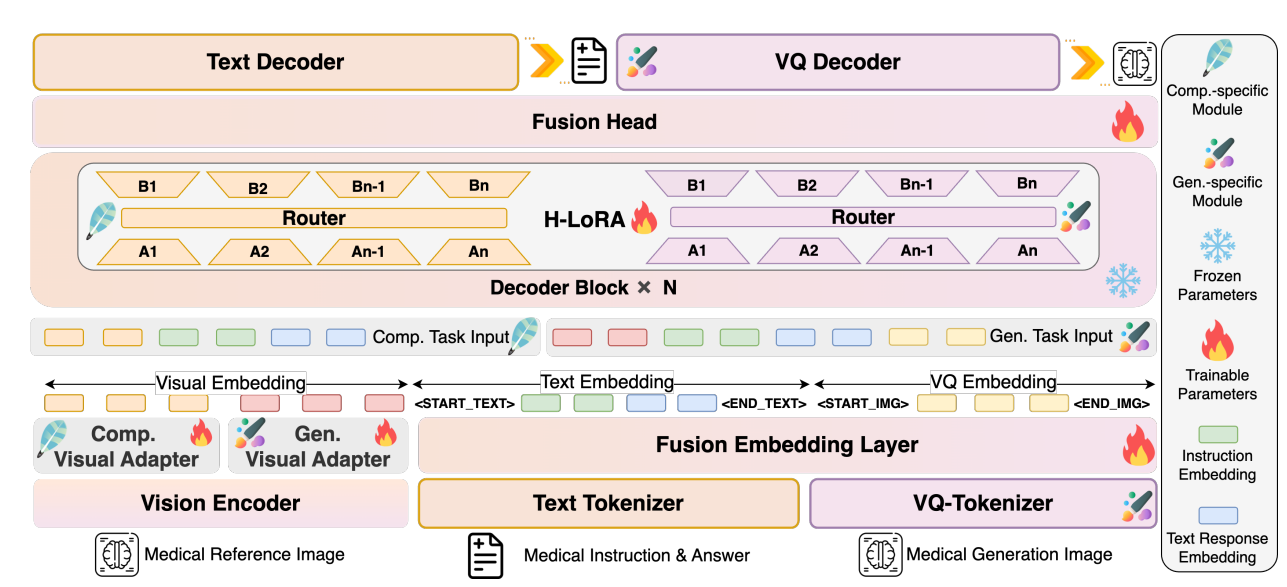 Text Decoder
VQ Decoder
Fusion Head
B1 B2 Bn-1 Bn
Router
A1 A2 An-1 An
H-LoRA
B1 B2 Bn-1 Bn
Router
A1 A2 An-1 An
Decoder Block × N
Comp. Task Input
Gen. Task Input
Visual Embedding
Text Embedding
VQ Embedding
<START_TEXT>
<END_TEXT>
<START_IMG>
<END_IMG>
Comp.
Visual Adapter
Gen.
Visual Adapter
Fusion Embedding Layer
Vision Encoder
Text Tokenizer
VQ-Tokenizer
Medical Reference Image
Medical Instruction & Answer
Medical Generation Image
Comp.-specific
Module
Gen.-specific
Module
Frozen
Parameters
Trainable
Parameters
Instruction
Embedding
Text Response
Embedding